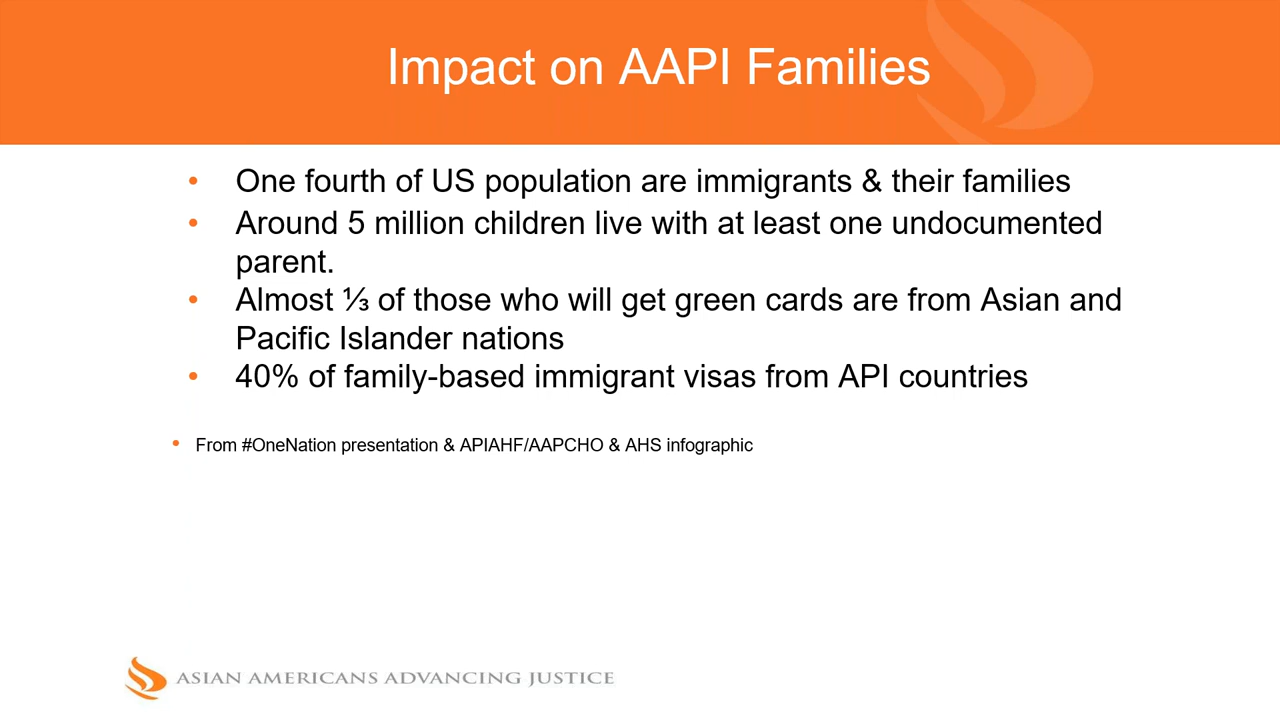 Impact on AAPI Families
• One fourth of US population are immigrants & their families
• Around 5 million children live with at least one undocumented
parent.
• Almost ⅓ of those who will get green cards are from Asian and
Pacific Islander nations
• 40% of family-based immigrant visas from API countries
• From #OneNation presentation & APIAHF/AAPCHO & AHS infographic
ASIAN AMERICANS ADVANCING JUSTICE